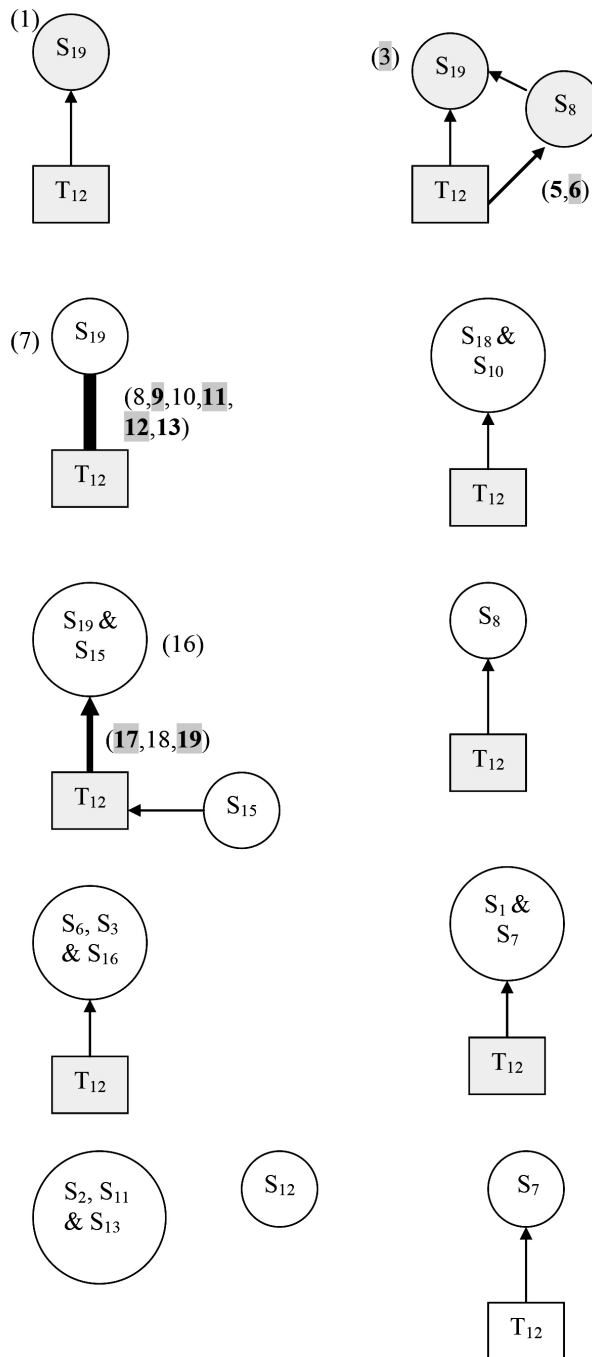 (1)
S₁₉
T₁₂
(3)
S₁₉
S₈
T₁₂
(5,6)
(7)
S₁₉
(8,9,10,11,
12,13)
T₁₂
S₁₈ &
S₁₀
T₁₂
S₁₉ &
S₁₅
(16)
(17,18,19)
T₁₂
S₁₅
S₈
T₁₂
S₆, S₃
& S₁₆
T₁₂
S₁ &
S₇
T₁₂
S₂, S₁₁
& S₁₃
S₁₂
S₇
T₁₂